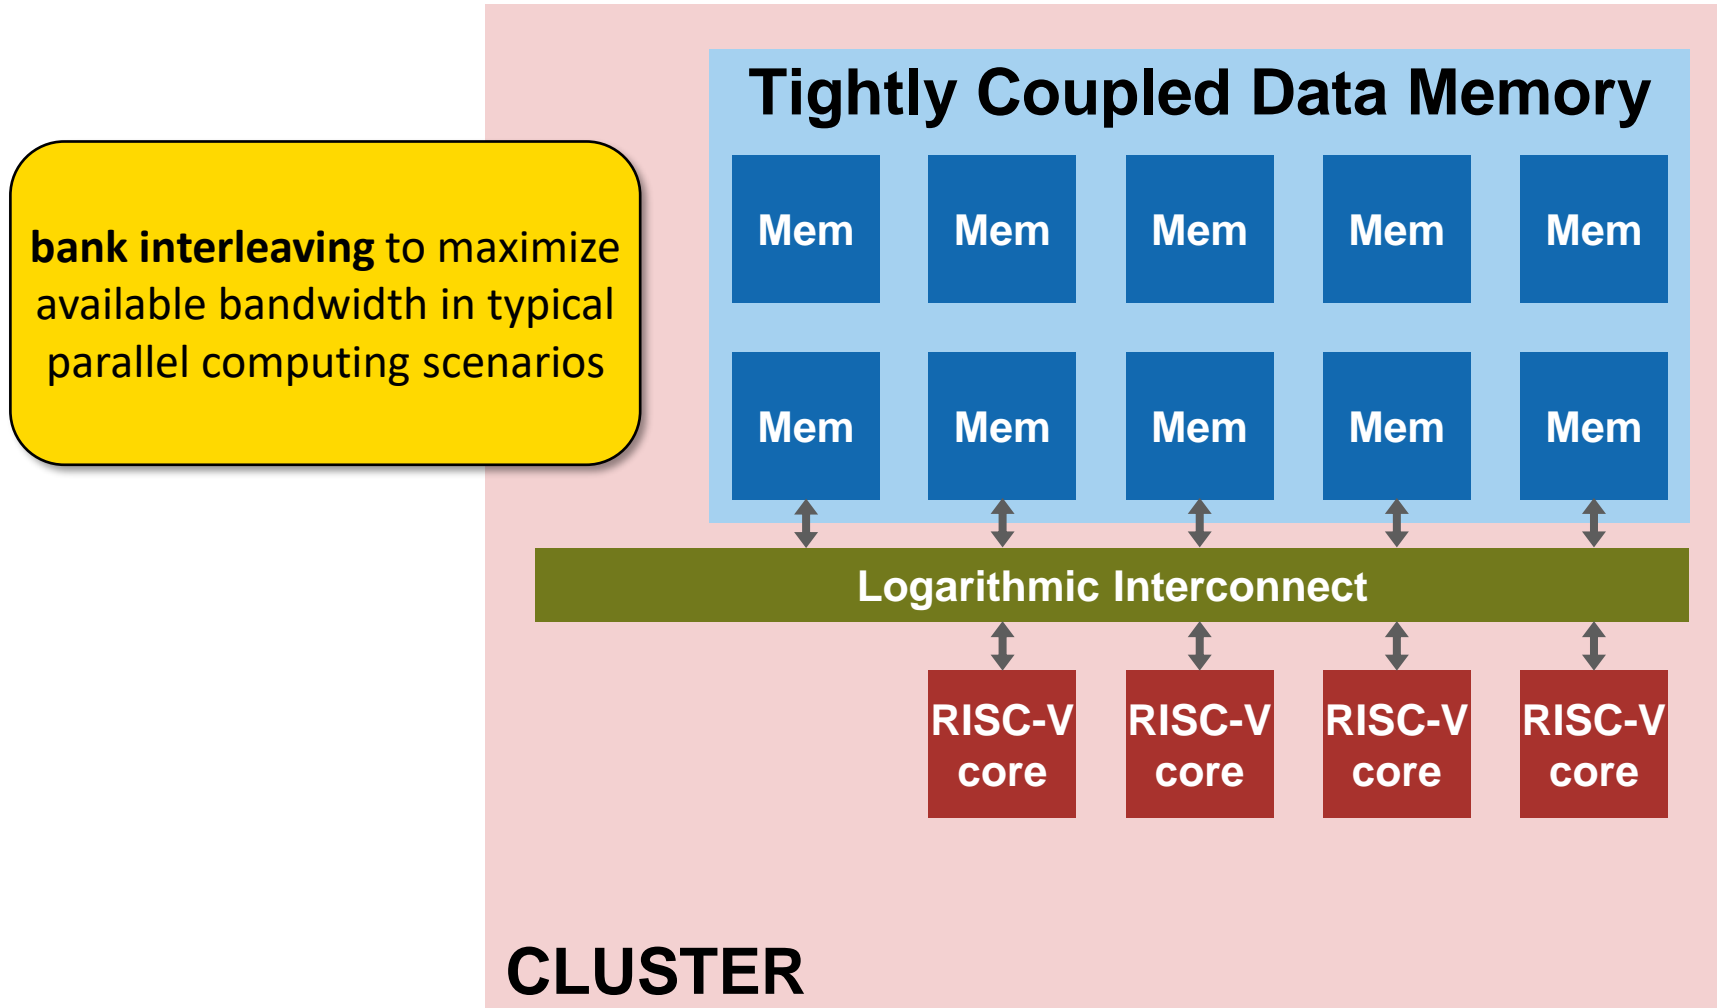 Tightly Coupled Data Memory
bank interleaving to maximize
available bandwidth in typical
parallel computing scenarios
Mem Mem Mem Mem Mem
Mem Mem Mem Mem Mem
Logarithmic Interconnect
RISC-V RISC-V RISC-V RISC-V
core core core core
CLUSTER